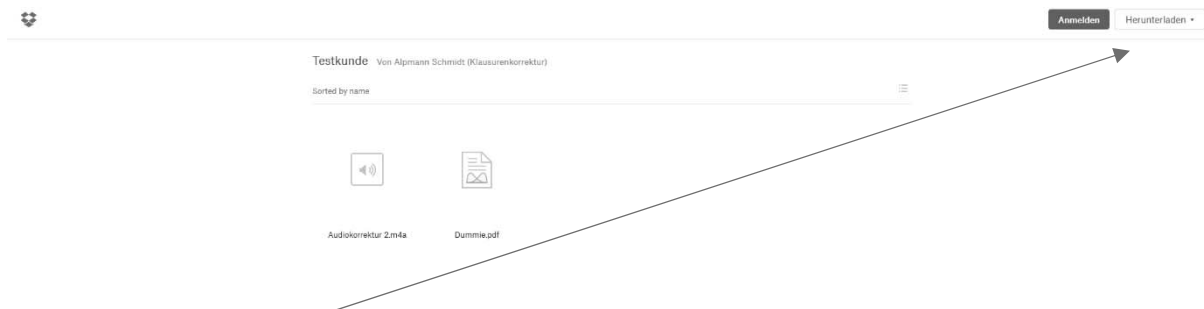 Anmelden Herunterladen
Testkunde Von Alpmann Schmidt (Klausurenkorrektur)
Sorted by name
Audiokorrektur 2.m4a Dummie.pdf